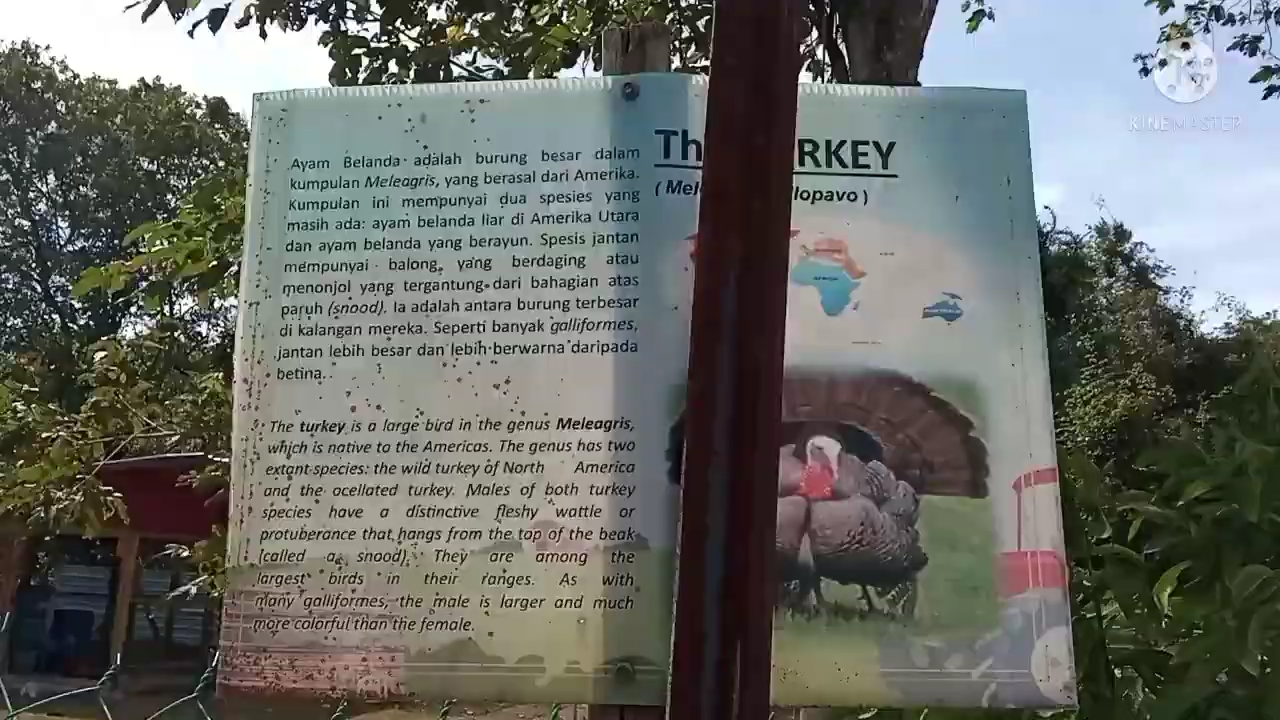 KINEMASTER
Ayam Belanda adalah burung besar dalam
kumpulan Meleagris, yang berasal dari Amerika.
Kumpulan ini mempunyai dua spesies yang
masih ada: ayam belanda liar di Amerika Utara
dan ayam belanda yang berayun. Spesis jantan
mempunyai balong yang berdaging atau
menonjol yang tergantung dari bahagian atas
paruh (snood). Ia adalah antara burung terbesar
di kalangan mereka. Seperti banyak galliformes,
jantan lebih besar dan lebih berwarna daripada
betina.
The turkey is a large bird in the genus Meleagris,
which is native to the Americas. The genus has two
extant species: the wild turkey of North America
and the ocellated turkey. Males of both turkey
species have a distinctive fleshy wattle or
protuberance that hangs from the top of the beak
(called a snood). They are among the
largest birds in their ranges. As with
many galliformes, the male is larger and much
more colorful than the female.
Th RKEY
( Mel lopavo )